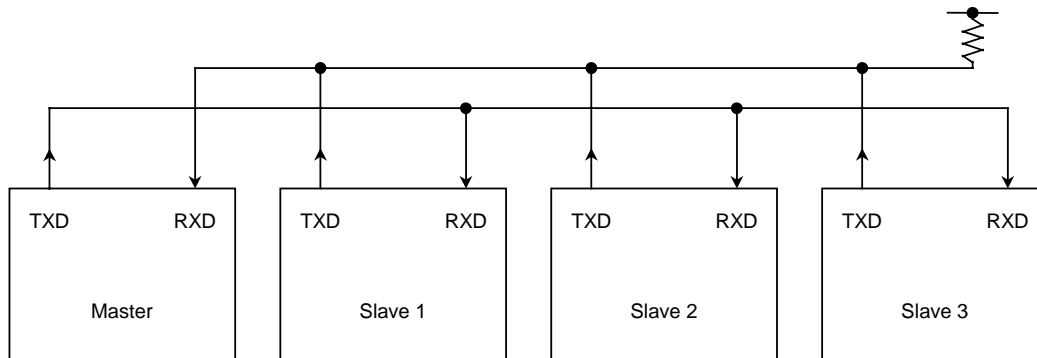 TXD RXD TXD RXD TXD RXD TXD RXD
Master Slave 1 Slave 2 Slave 3